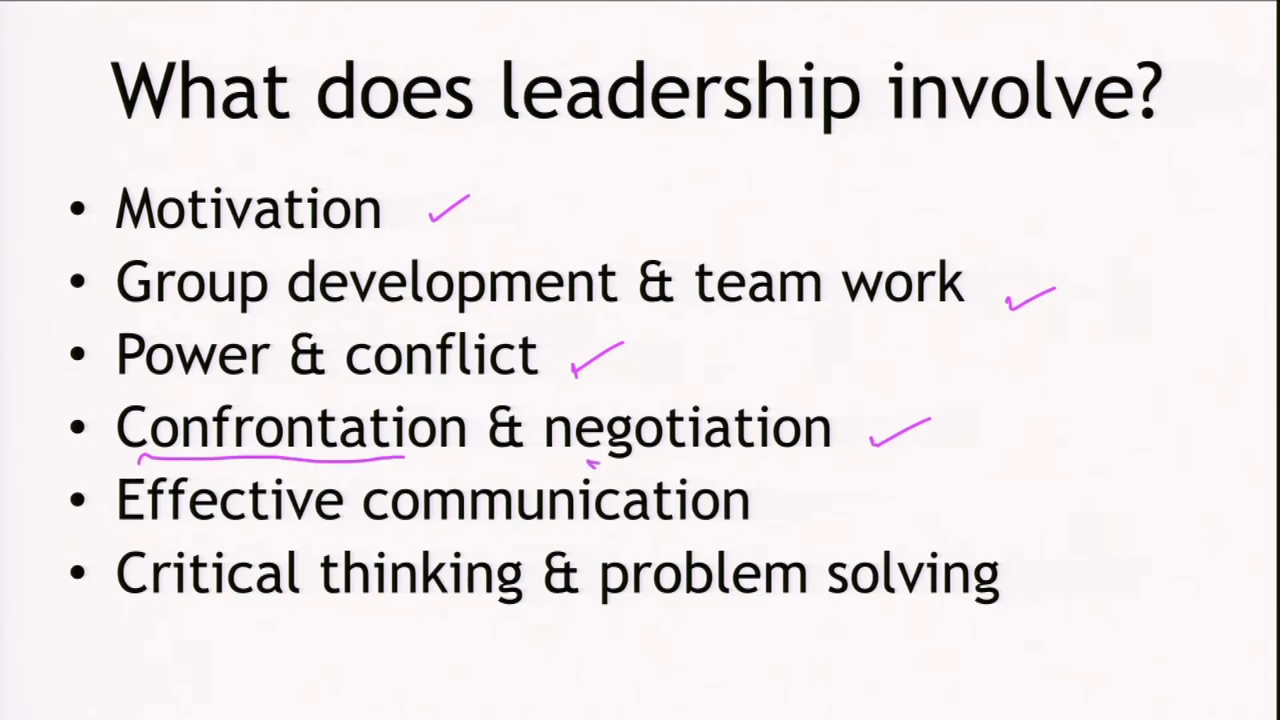 What does leadership involve?
• Motivation
• Group development & team work
• Power & conflict
• Confrontation & negotiation
• Effective communication
• Critical thinking & problem solving